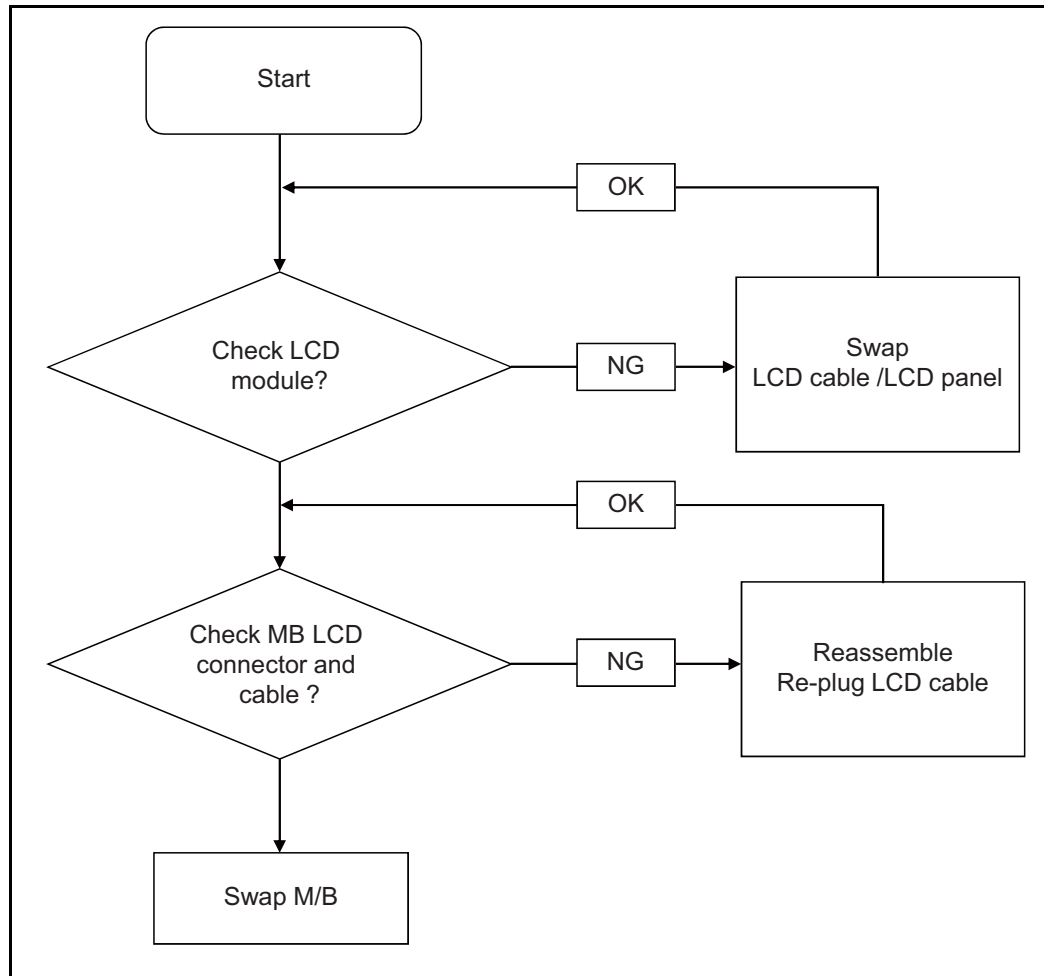 Start
OK
Check LCD
module?
NG
Swap
LCD cable /LCD panel
OK
Check MB LCD
connector and
cable ?
NG
Reassemble
Re-plug LCD cable
Swap M/B